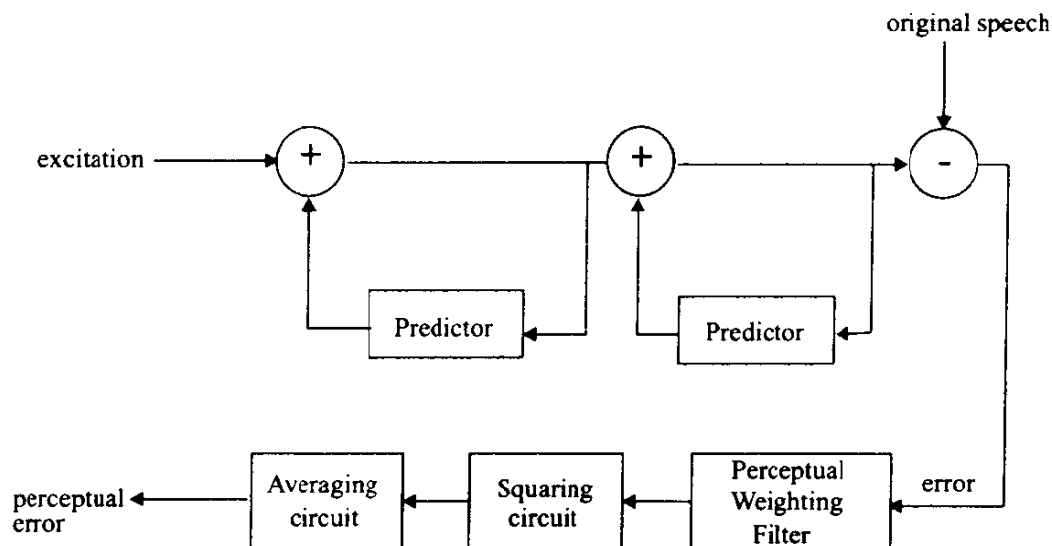 original speech
excitation
+
+
-
Predictor
Predictor
perceptual
error
Averaging
circuit
Squaring
circuit
Perceptual
Weighting
Filter
error